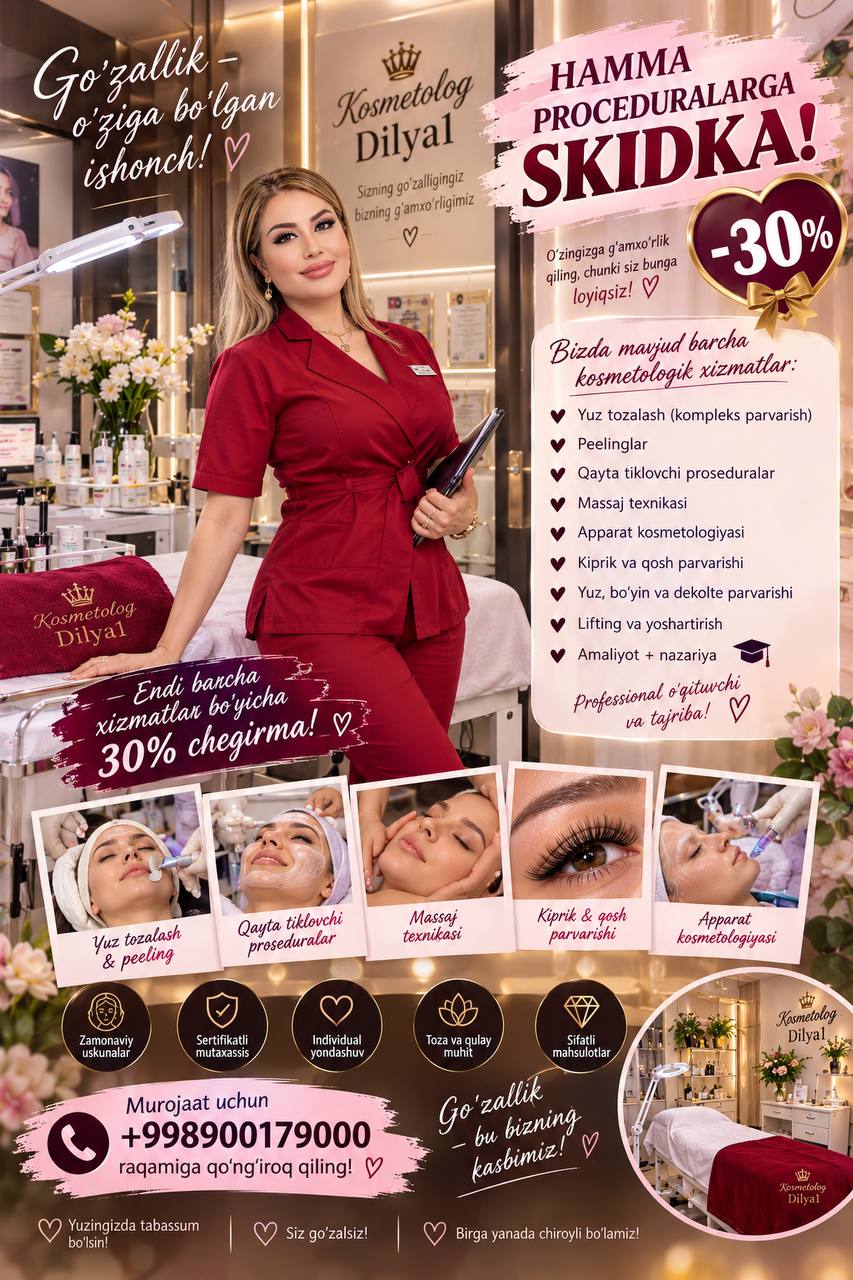 Go'zallik –
o'ziga bo'lgan
ishonch!
Kosmetolog
Dilya1
Sizning go'zalligingiz
bizning g'amxo'rligimiz
HAMMA
PROCEDURALARGA
SKIDKA!
-30%
O'zingizga g'amxo'rlik
qiling, chunki siz bunga
loyiqsiz!
Bizda mavjud barcha
kosmetologik xizmatlar:
Yuz tozalash (kompleks parvarish)
Peelinglar
Qayta tiklovchi proseduralar
Massaj texnikasi
Apparat kosmetologiyasi
Kiprik va qosh parvarishi
Yuz, bo'yin va dekolte parvarishi
Lifting va yoshartirish
Amaliyot + nazariya
Professional o'qituvchi
va tajriba!
Kosmetolog
Dilya1
Endi barcha
xizmatlar bo'yicha
30% chegirma!
Yuz tozalash
& peeling
Qayta tiklovchi
proseduralar
Massaj
texnikasi
Kiprik & qosh
parvarishi
Apparat
kosmetologiyasi
Zamonaviy
uskunalar
Sertifikatli
mutaxassis
Individual
yondashuv
Toza va qulay
muhit
Sifatli
mahsulotlar
Kosmetolog
Dilya1
Murojaat uchun
+998900179000
raqamiga qo'ng'iroq qiling!
Go'zallik
– bu bizning
kasbimiz!
Kosmetolog
Dilya1
Yuzingizda tabassum
bo'lsin!
Siz go'zalsiz!
Birga yanada chiroyli bo'lamiz!